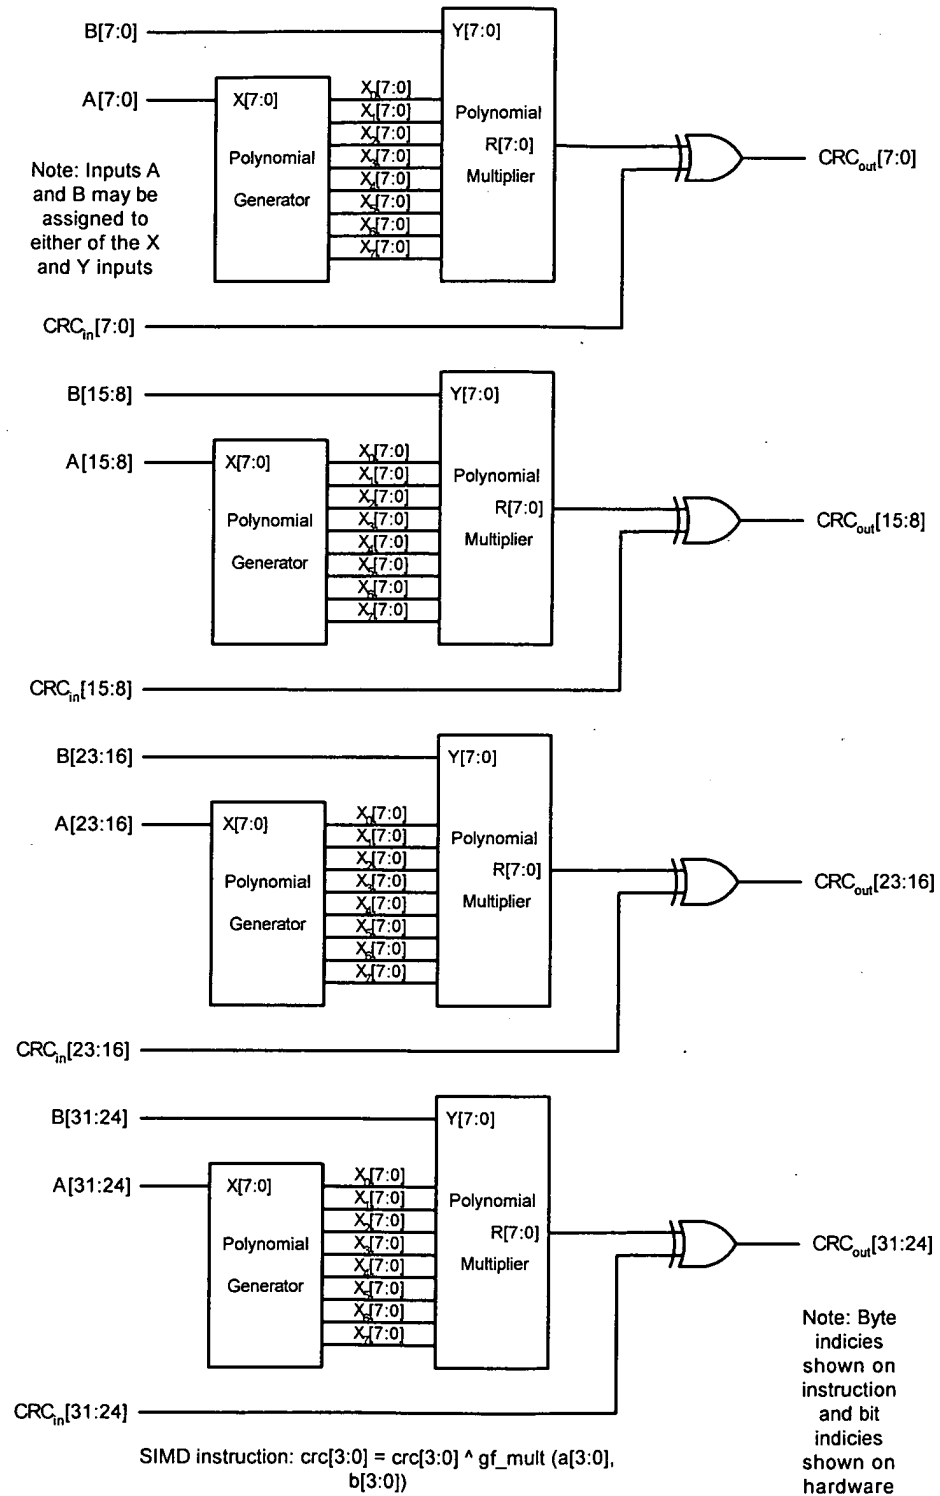 B[7:0]
Y[7:0]
A[7:0]
X[7:0]
X0[7:0]
X1[7:0]
X2[7:0]
X3[7:0]
X4[7:0]
X5[7:0]
X6[7:0]
X7[7:0]
Polynomial
Generator
Polynomial
R[7:0]
Multiplier
CRCout[7:0]
Note: Inputs A
and B may be
assigned to
either of the X
and Y inputs
CRCin[7:0]
B[15:8]
Y[7:0]
A[15:8]
X[7:0]
X0[7:0]
X1[7:0]
X2[7:0]
X3[7:0]
X4[7:0]
X5[7:0]
X6[7:0]
X7[7:0]
Polynomial
Generator
Polynomial
R[7:0]
Multiplier
CRCout[15:8]
CRCin[15:8]
B[23:16]
Y[7:0]
A[23:16]
X[7:0]
X0[7:0]
X1[7:0]
X2[7:0]
X3[7:0]
X4[7:0]
X5[7:0]
X6[7:0]
X7[7:0]
Polynomial
Generator
Polynomial
R[7:0]
Multiplier
CRCout[23:16]
CRCin[23:16]
B[31:24]
Y[7:0]
A[31:24]
X[7:0]
X0[7:0]
X1[7:0]
X2[7:0]
X3[7:0]
X4[7:0]
X5[7:0]
X6[7:0]
X7[7:0]
Polynomial
Generator
Polynomial
R[7:0]
Multiplier
CRCout[31:24]
CRCin[31:24]
Note: Byte
indicies
shown on
instruction
and bit
indicies
shown on
hardware
SIMD instruction: crc[3:0] = crc[3:0] ^ gf_mult (a[3:0],
b[3:0])